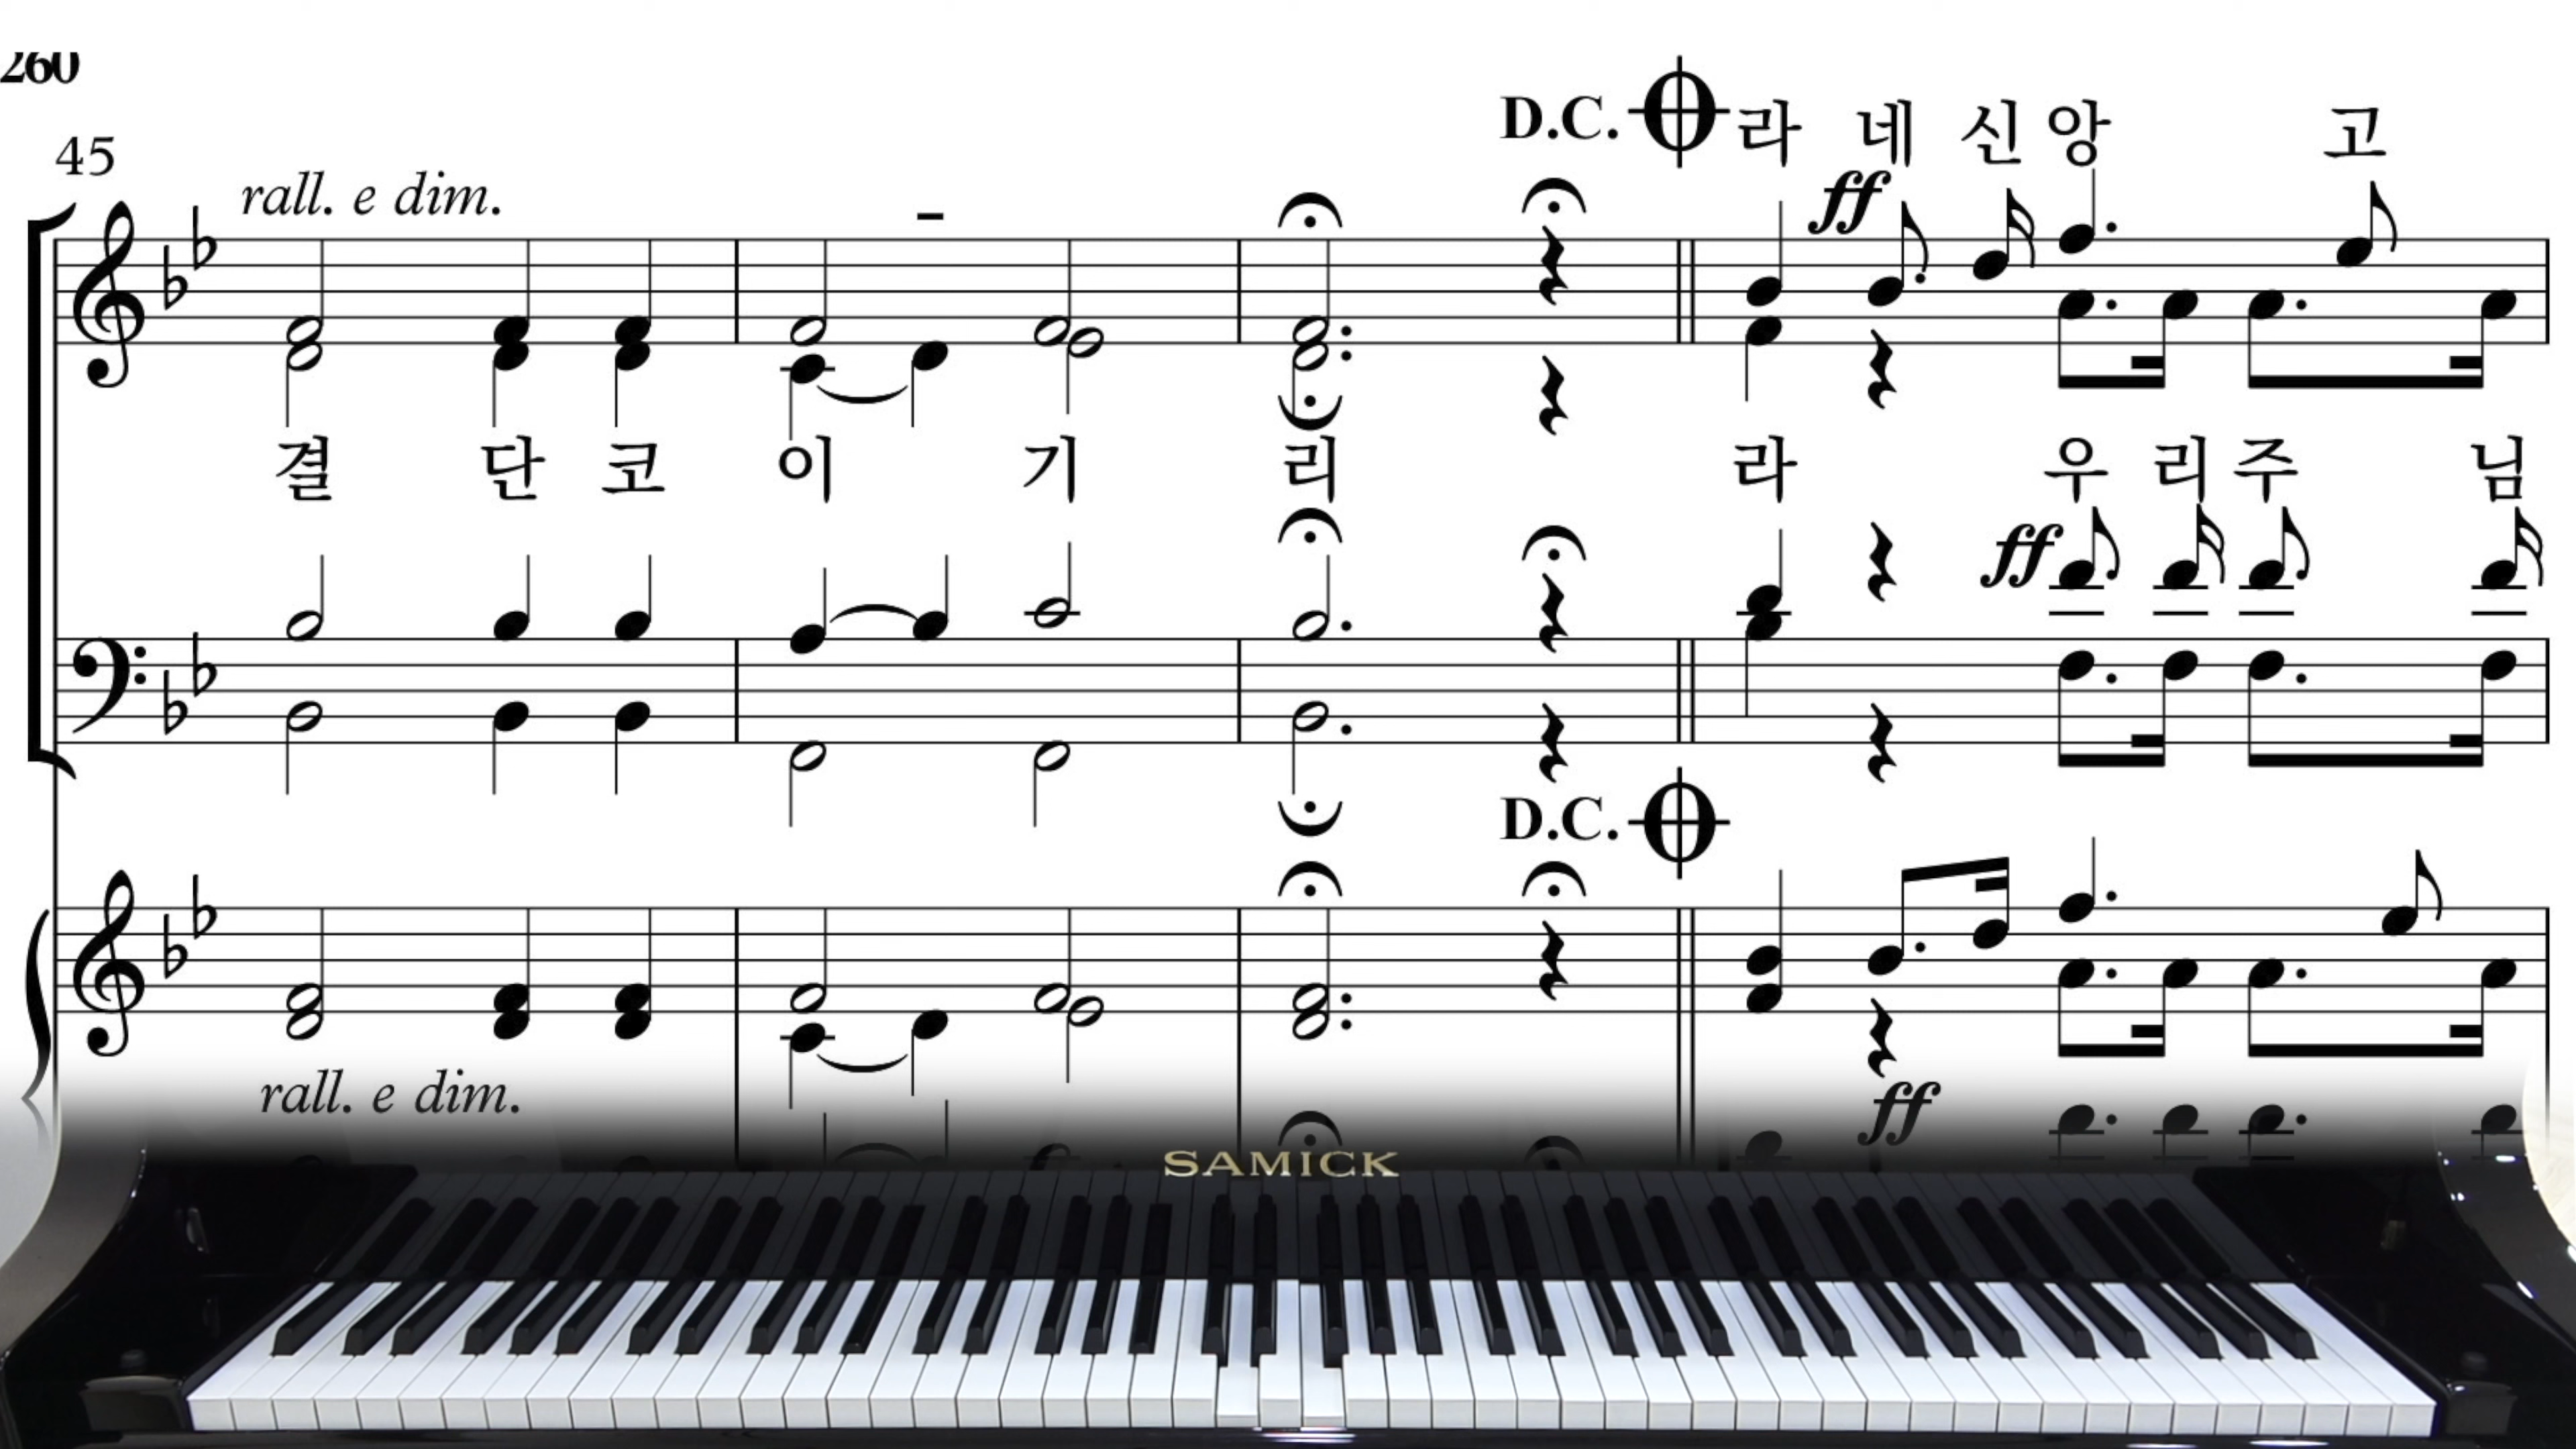 260
D.C. 라 네 신 앙 고
45
rall. e dim.
ff
결 단 코 이 기 리 라 우 리 주 님
ff
D.C.
rall. e dim.
ff
SAMICK